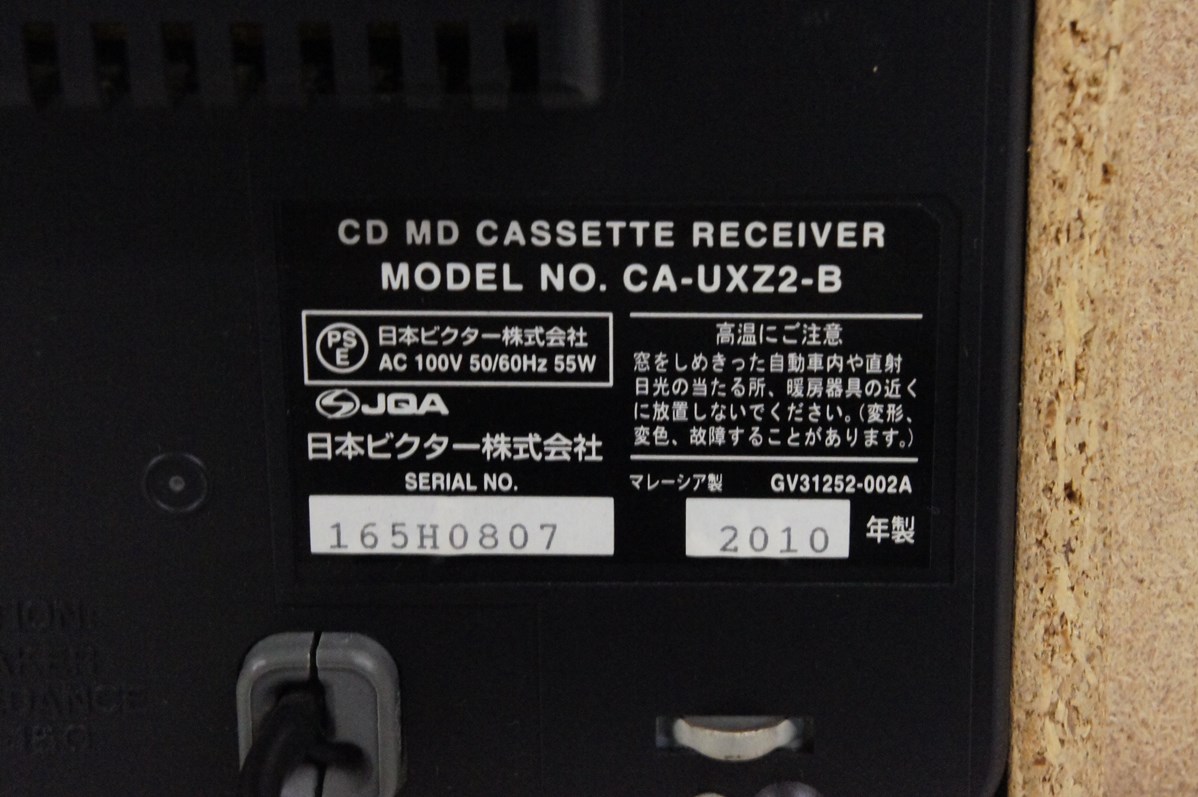 CD MD CASSETTE RECEIVER
MODEL NO. CA-UXZ2-B
PS
E
日本ビクター株式会社
AC 100V 50/60Hz 55W
JQA
日本ビクター株式会社
SERIAL NO.
165H0807
高温にご注意
窓をしめきった自動車内や直射
日光の当たる所、暖房器具の近く
に放置しないでください。(変形、
変色、故障することがあります。)
マレーシア製 GV31252-002A
2010 年製